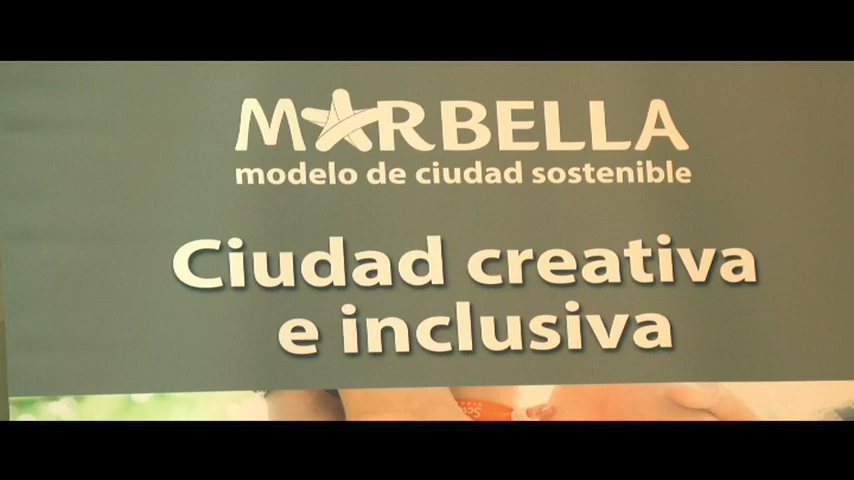 MARBELLA
modelo de ciudad sostenible
Ciudad creativa
e inclusiva